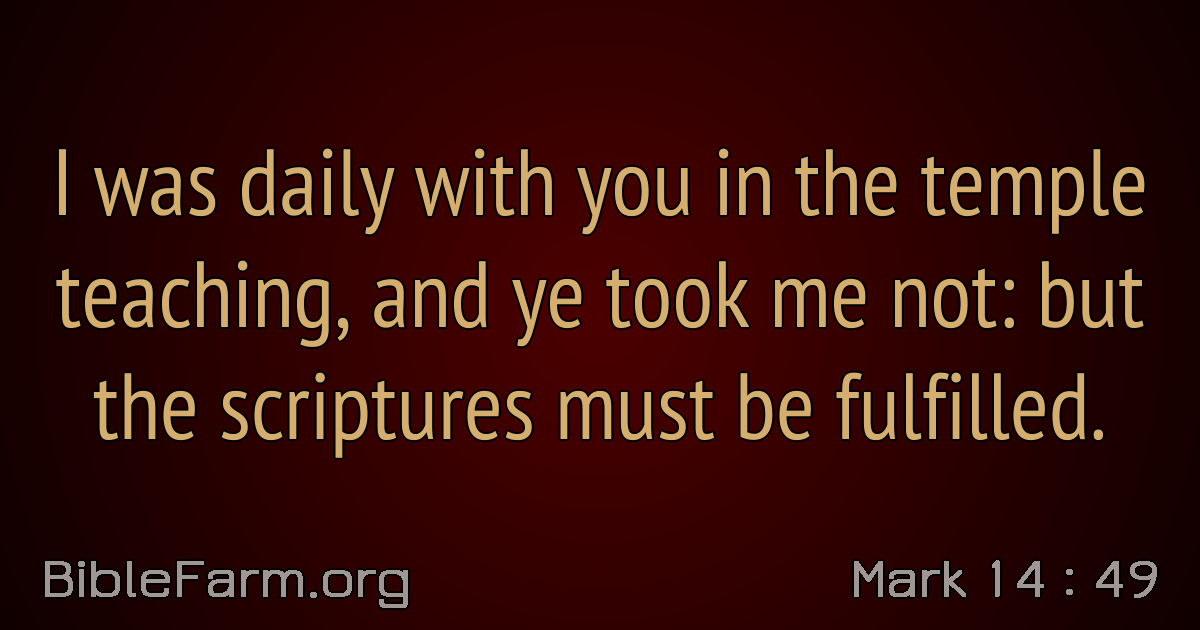 I was daily with you in the temple
teaching, and ye took me not: but
the scriptures must be fulfilled.
BibleFarm.org
Mark 14 : 49